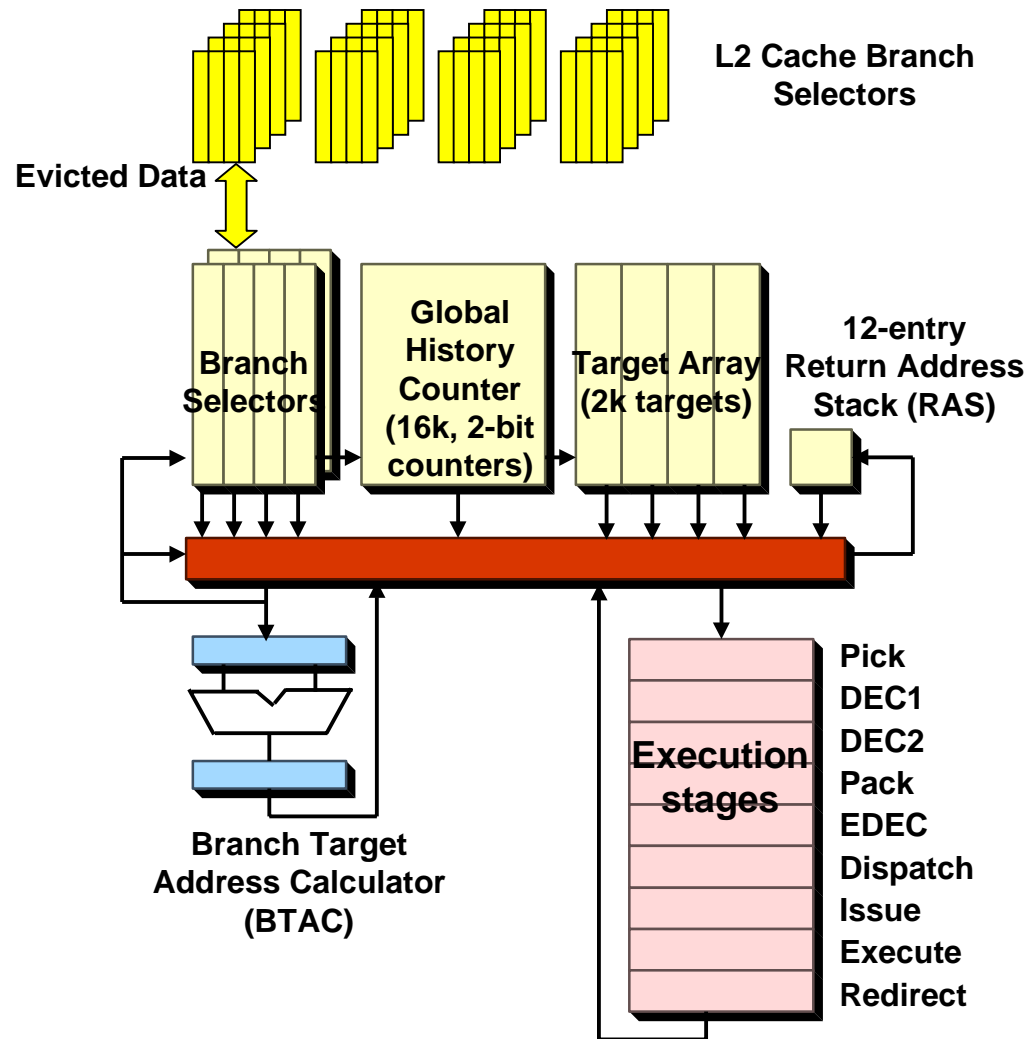 L2 Cache Branch
Selectors
Evicted Data
Branch
Selectors
Global
History
Counter
(16k, 2-bit
counters)
Target Array
(2k targets)
12-entry
Return Address
Stack (RAS)
Branch Target
Address Calculator
(BTAC)
Execution
stages
Pick
DEC1
DEC2
Pack
EDEC
Dispatch
Issue
Execute
Redirect